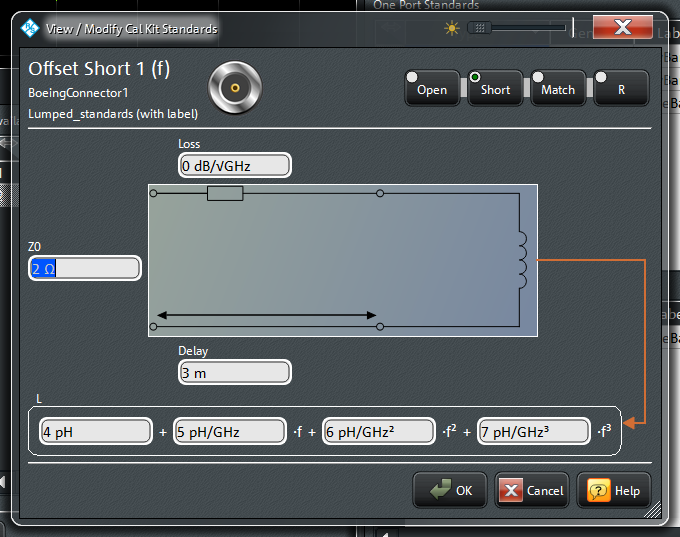 One Port Standards
View / Modify Cal Kit Standards
Offset Short 1 (f)
BoeingConnector1
Lumped_standards (with label)
Open
Short
Match
R
Loss
0 dB/√GHz
Z0
2 Ω
Delay
3 m
L
4 pH + 5 pH/GHz ·f + 6 pH/GHz² ·f² + 7 pH/GHz³ ·f³
OK
Cancel
Help